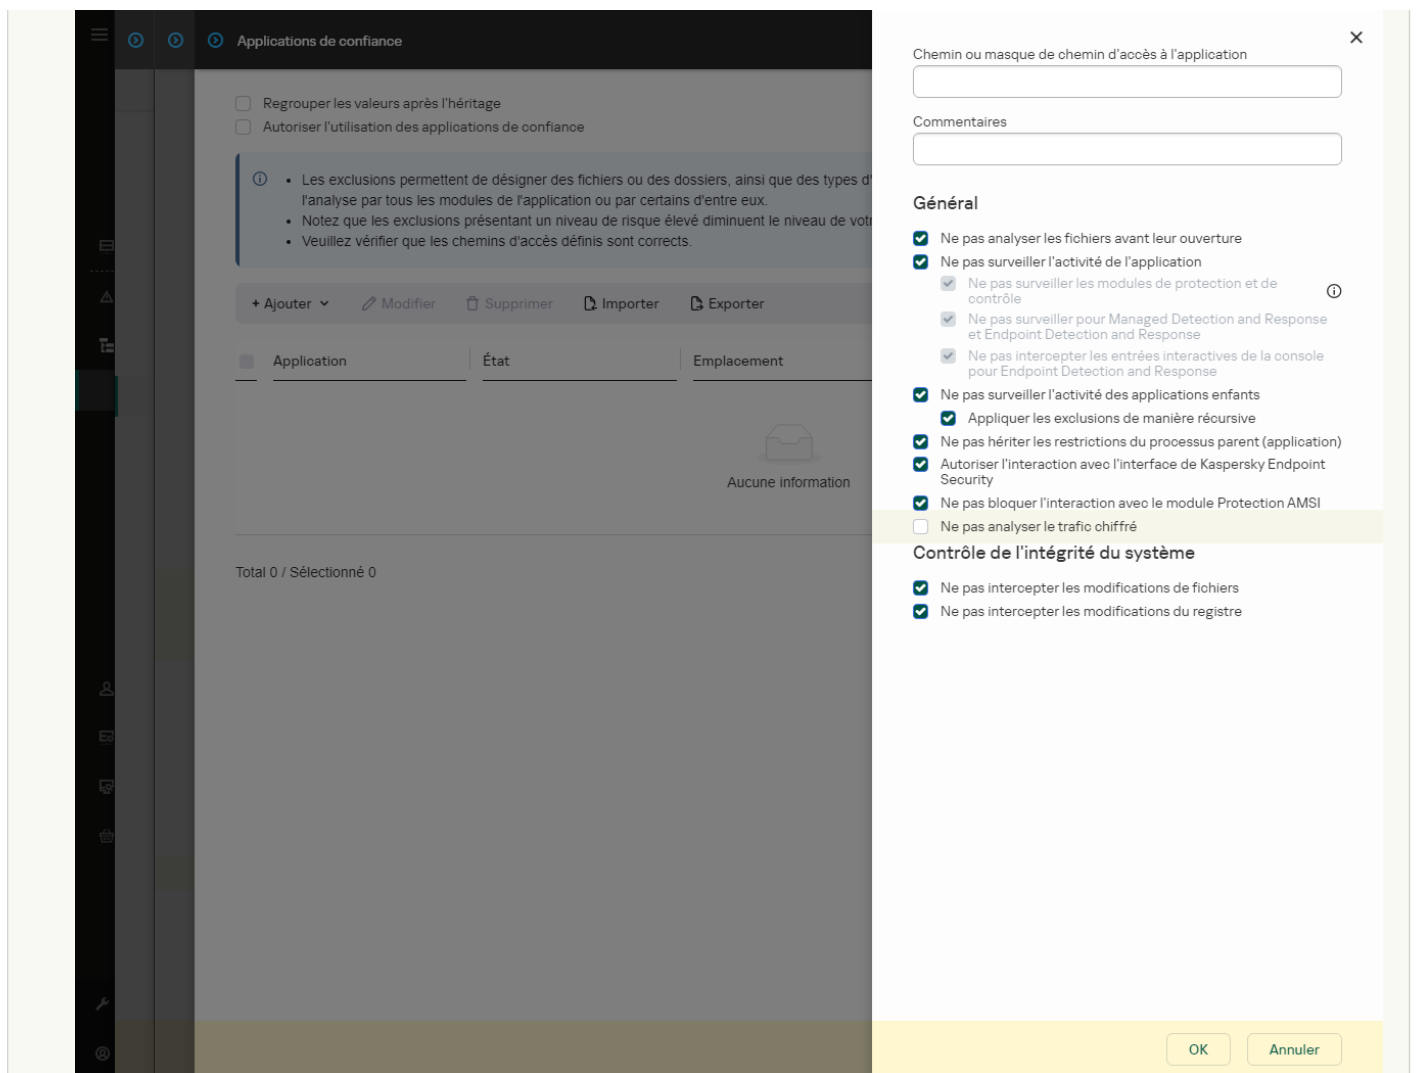 Applications de confiance
Regrouper les valeurs après l'héritage
Autoriser l'utilisation des applications de confiance
• Les exclusions permettent de désigner des fichiers ou des dossiers, ainsi que des types d'
l'analyse par tous les modules de l'application ou par certains d'entre eux.
• Notez que les exclusions présentant un niveau de risque élevé diminuent le niveau de
• Veuillez vérifier que les chemins d'accès définis sont corrects.
+ Ajouter Modifier Supprimer Importer Exporter
Application État Emplacement
Aucune information
Total 0 / Sélectionné 0
Chemin ou masque de chemin d'accès à l'application
Commentaires
Général
Ne pas analyser les fichiers avant leur ouverture
Ne pas surveiller l'activité de l'application
Ne pas surveiller les modules de protection et de
contrôle
Ne pas surveiller pour Managed Detection and Response
et Endpoint Detection and Response
Ne pas intercepter les entrées interactives de la console
pour Endpoint Detection and Response
Ne pas surveiller l'activité des applications enfants
Appliquer les exclusions de manière récursive
Ne pas hériter les restrictions du processus parent (application)
Autoriser l'interaction avec l'interface de Kaspersky Endpoint
Security
Ne pas bloquer l'interaction avec le module Protection AMSI
Ne pas analyser le trafic chiffré
Contrôle de l'intégrité du système
Ne pas intercepter les modifications de fichiers
Ne pas intercepter les modifications du registre
OK Annuler